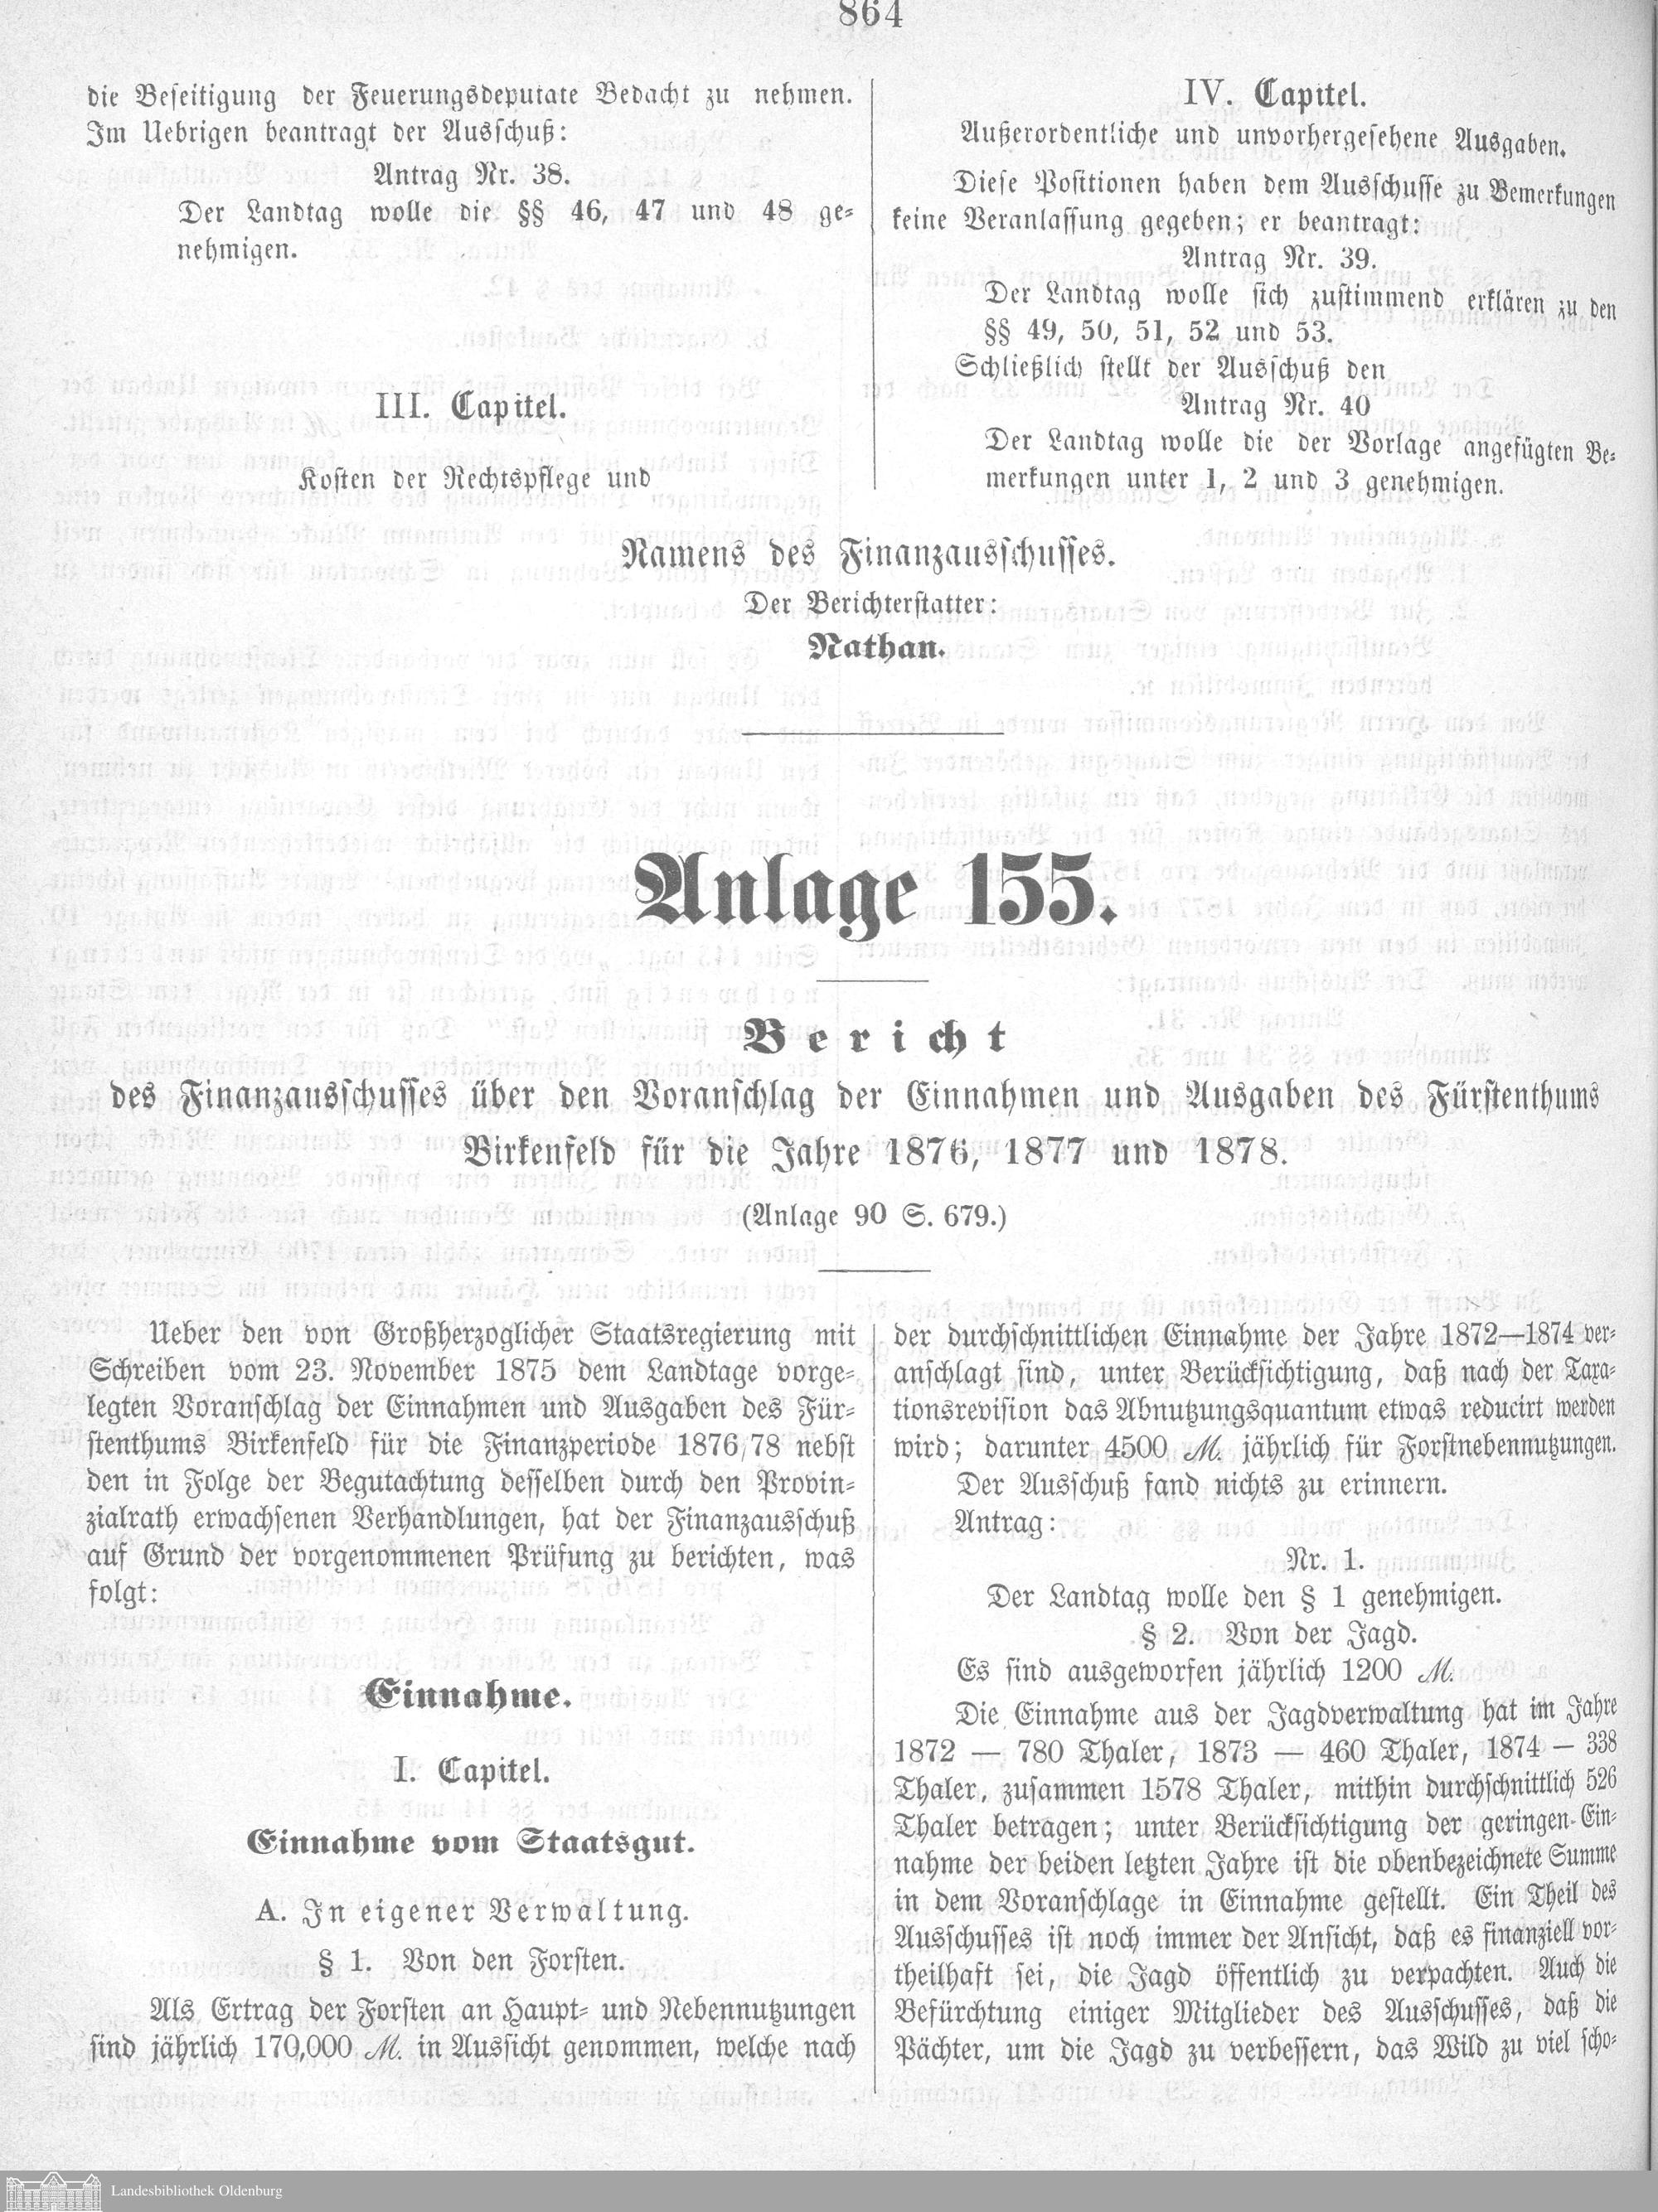 864
die Beseitigung der Feuerungsdeputate Bedacht zu nehmen.
Im Uebrigen beantragt der Ausschuß:
Antrag Nr. 38.
Der Landtag wolle die §§ 46, 47 und 48 ge-
nehmigen.
III. Capitel.
Kosten der Rechtspflege und
IV. Capitel.
Außerordentliche und unvorhergesehene Ausgaben.
Diese Positionen haben dem Ausschusse zu Bemerkungen
keine Veranlassung gegeben; er beantragt:
Antrag Nr. 39.
Der Landtag wolle sich zustimmend erklären zu den
§§ 49, 50, 51, 52 und 53.
Schließlich stellt der Ausschuß den
Antrag Nr. 40
Der Landtag wolle die der Vorlage angefügten Be-
merkungen unter 1, 2 und 3 genehmigen.
Namens des Finanzausschusses.
Der Berichterstatter:
Nathan.
Anlage 155.
Bericht
des Finanzausschusses über den Voranschlag der Einnahmen und Ausgaben des Fürstenthums
Birkenfeld für die Jahre 1876, 1877 und 1878.
(Anlage 90 S. 679.)
Ueber den von Großherzoglicher Staatsregierung mit
Schreiben vom 23. November 1875 dem Landtage vorge-
legten Voranschlag der Einnahmen und Ausgaben des Für-
stenthums Birkenfeld für die Finanzperiode 1876/78 nebst
den in Folge der Begutachtung desselben durch den Provin-
zialrath erwachsenen Verhandlungen, hat der Finanzausschuß
auf Grund der vorgenommenen Prüfung zu berichten, was
folgt:
Einnahme.
I. Capitel.
Einnahme vom Staatsgut.
A. In eigener Verwaltung.
§ 1. Von den Forsten.
Als Ertrag der Forsten an Haupt- und Nebennutzungen
sind jährlich 170,000 M. in Aussicht genommen, welche nach
der durchschnittlichen Einnahme der Jahre 1872—1874 ver-
anschlagt sind, unter Berücksichtigung, daß nach der Taxa-
tionsrevision das Abnutzungsquantum etwas reducirt werden
wird; darunter 4500 M. jährlich für Forstnebennutzungen.
Der Ausschuß fand nichts zu erinnern.
Antrag:
Nr. 1.
Der Landtag wolle den § 1 genehmigen.
§ 2. Von der Jagd.
Es sind ausgeworfen jährlich 1200 M.
Die Einnahme aus der Jagdverwaltung hat im Jahre
1872 — 780 Thaler, 1873 — 460 Thaler, 1874 — 338
Thaler, zusammen 1578 Thaler, mithin durchschnittlich 526
Thaler betragen; unter Berücksichtigung der geringen Ein-
nahme der beiden letzten Jahre ist die obenbezeichnete Summe
in dem Voranschlage in Einnahme gestellt. Ein Theil des
Ausschusses ist noch immer der Ansicht, daß es finanziell vor-
theilhaft sei, die Jagd öffentlich zu verpachten. Auch die
Befürchtung einiger Mitglieder des Ausschusses, daß die
Pächter, um die Jagd zu verbessern, das Wild zu viel scho-
Landesbibliothek Oldenburg